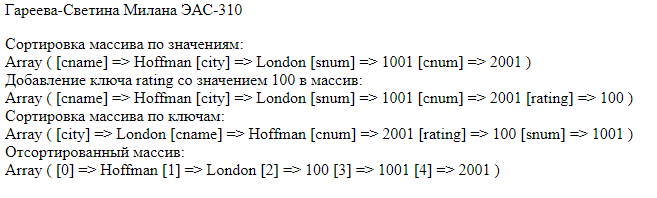 Гареева-Светина Милана ЭАС-310
Сортировка массива по значениям:
Array ( [cname] => Hoffman [city] => London [snum] => 1001 [cnum] => 2001 )
Добавление ключа rating со значением 100 в массив:
Array ( [cname] => Hoffman [city] => London [snum] => 1001 [cnum] => 2001 [rating] => 100 )
Сортировка массива по ключам:
Array ( [city] => London [cname] => Hoffman [cnum] => 2001 [rating] => 100 [snum] => 1001 )
Отсортированный массив:
Array ( [0] => Hoffman [1] => London [2] => 100 [3] => 1001 [4] => 2001 )